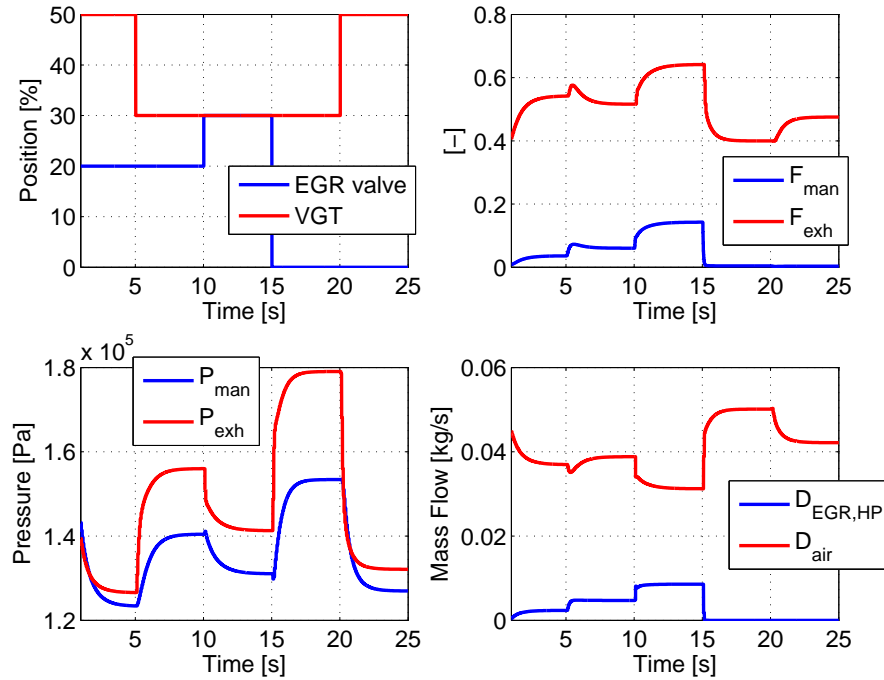 50
40
30
20
10
0
Position [%]
EGR valve
VGT
5 10 15 20 25
Time [s]
0.8
0.6
0.4
0.2
0
[−]
F_man
F_exh
5 10 15 20 25
Time [s]
x 10^5
1.8
1.6
1.4
1.2
Pressure [Pa]
P_man
P_exh
5 10 15 20 25
Time [s]
0.06
0.04
0.02
0
Mass Flow [kg/s]
D_EGR,HP
D_air
5 10 15 20 25
Time [s]